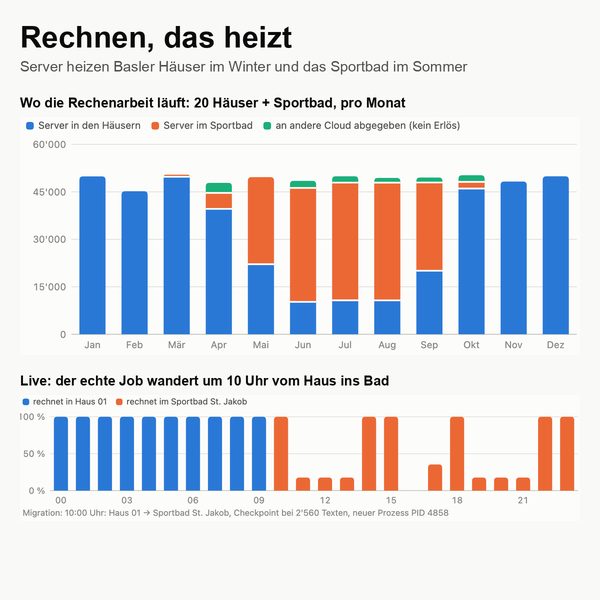 Rechnen, das heizt
Server heizen Basler Häuser im Winter und das Sportbad im Sommer
Wo die Rechenarbeit läuft: 20 Häuser + Sportbad, pro Monat
Server in den Häusern Server im Sportbad an andere Cloud abgegeben (kein Erlös)
60'000
45'000
30'000
15'000
0
Jan Feb Mär Apr Mai Jun Jul Aug Sep Okt Nov Dez
Live: der echte Job wandert um 10 Uhr vom Haus ins Bad
rechnet in Haus 01 rechnet im Sportbad St. Jakob
100 %
50 %
0 %
00 03 06 09 12 15 18 21
Migration: 10:00 Uhr: Haus 01 → Sportbad St. Jakob, Checkpoint bei 2'560 Texten, neuer Prozess PID 4858